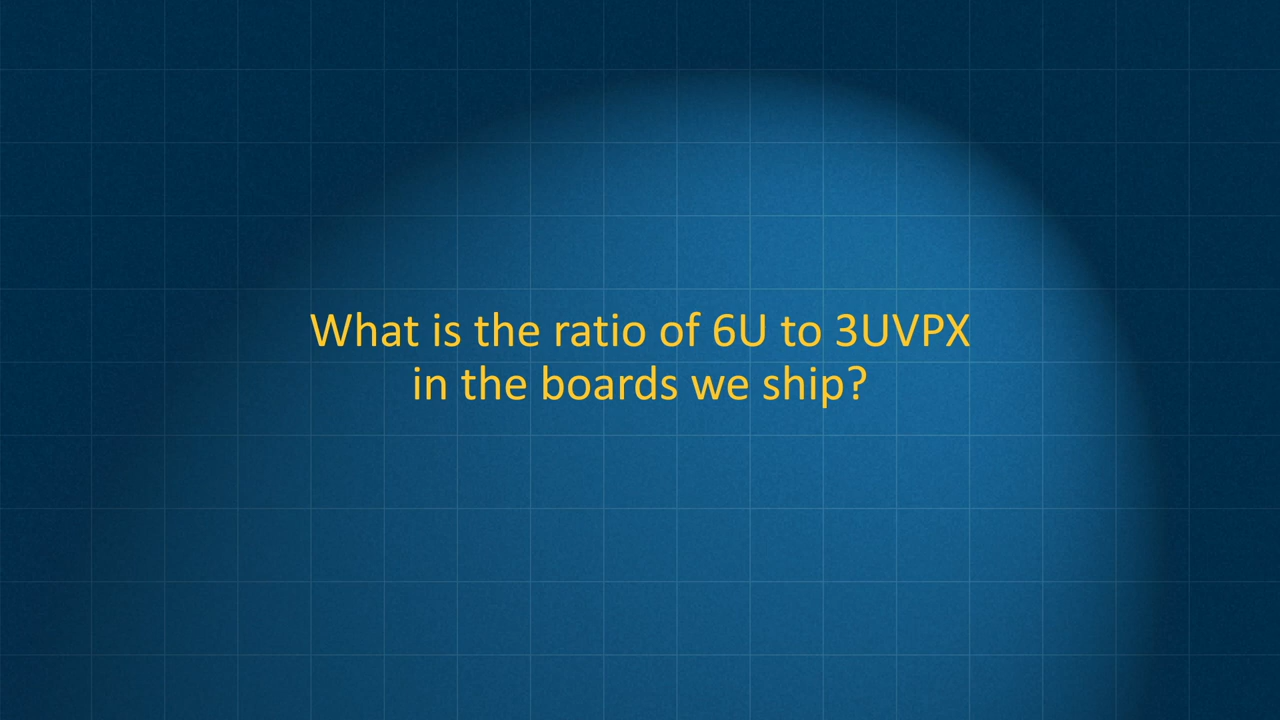 What is the ratio of 6U to 3UVPX
in the boards we ship?